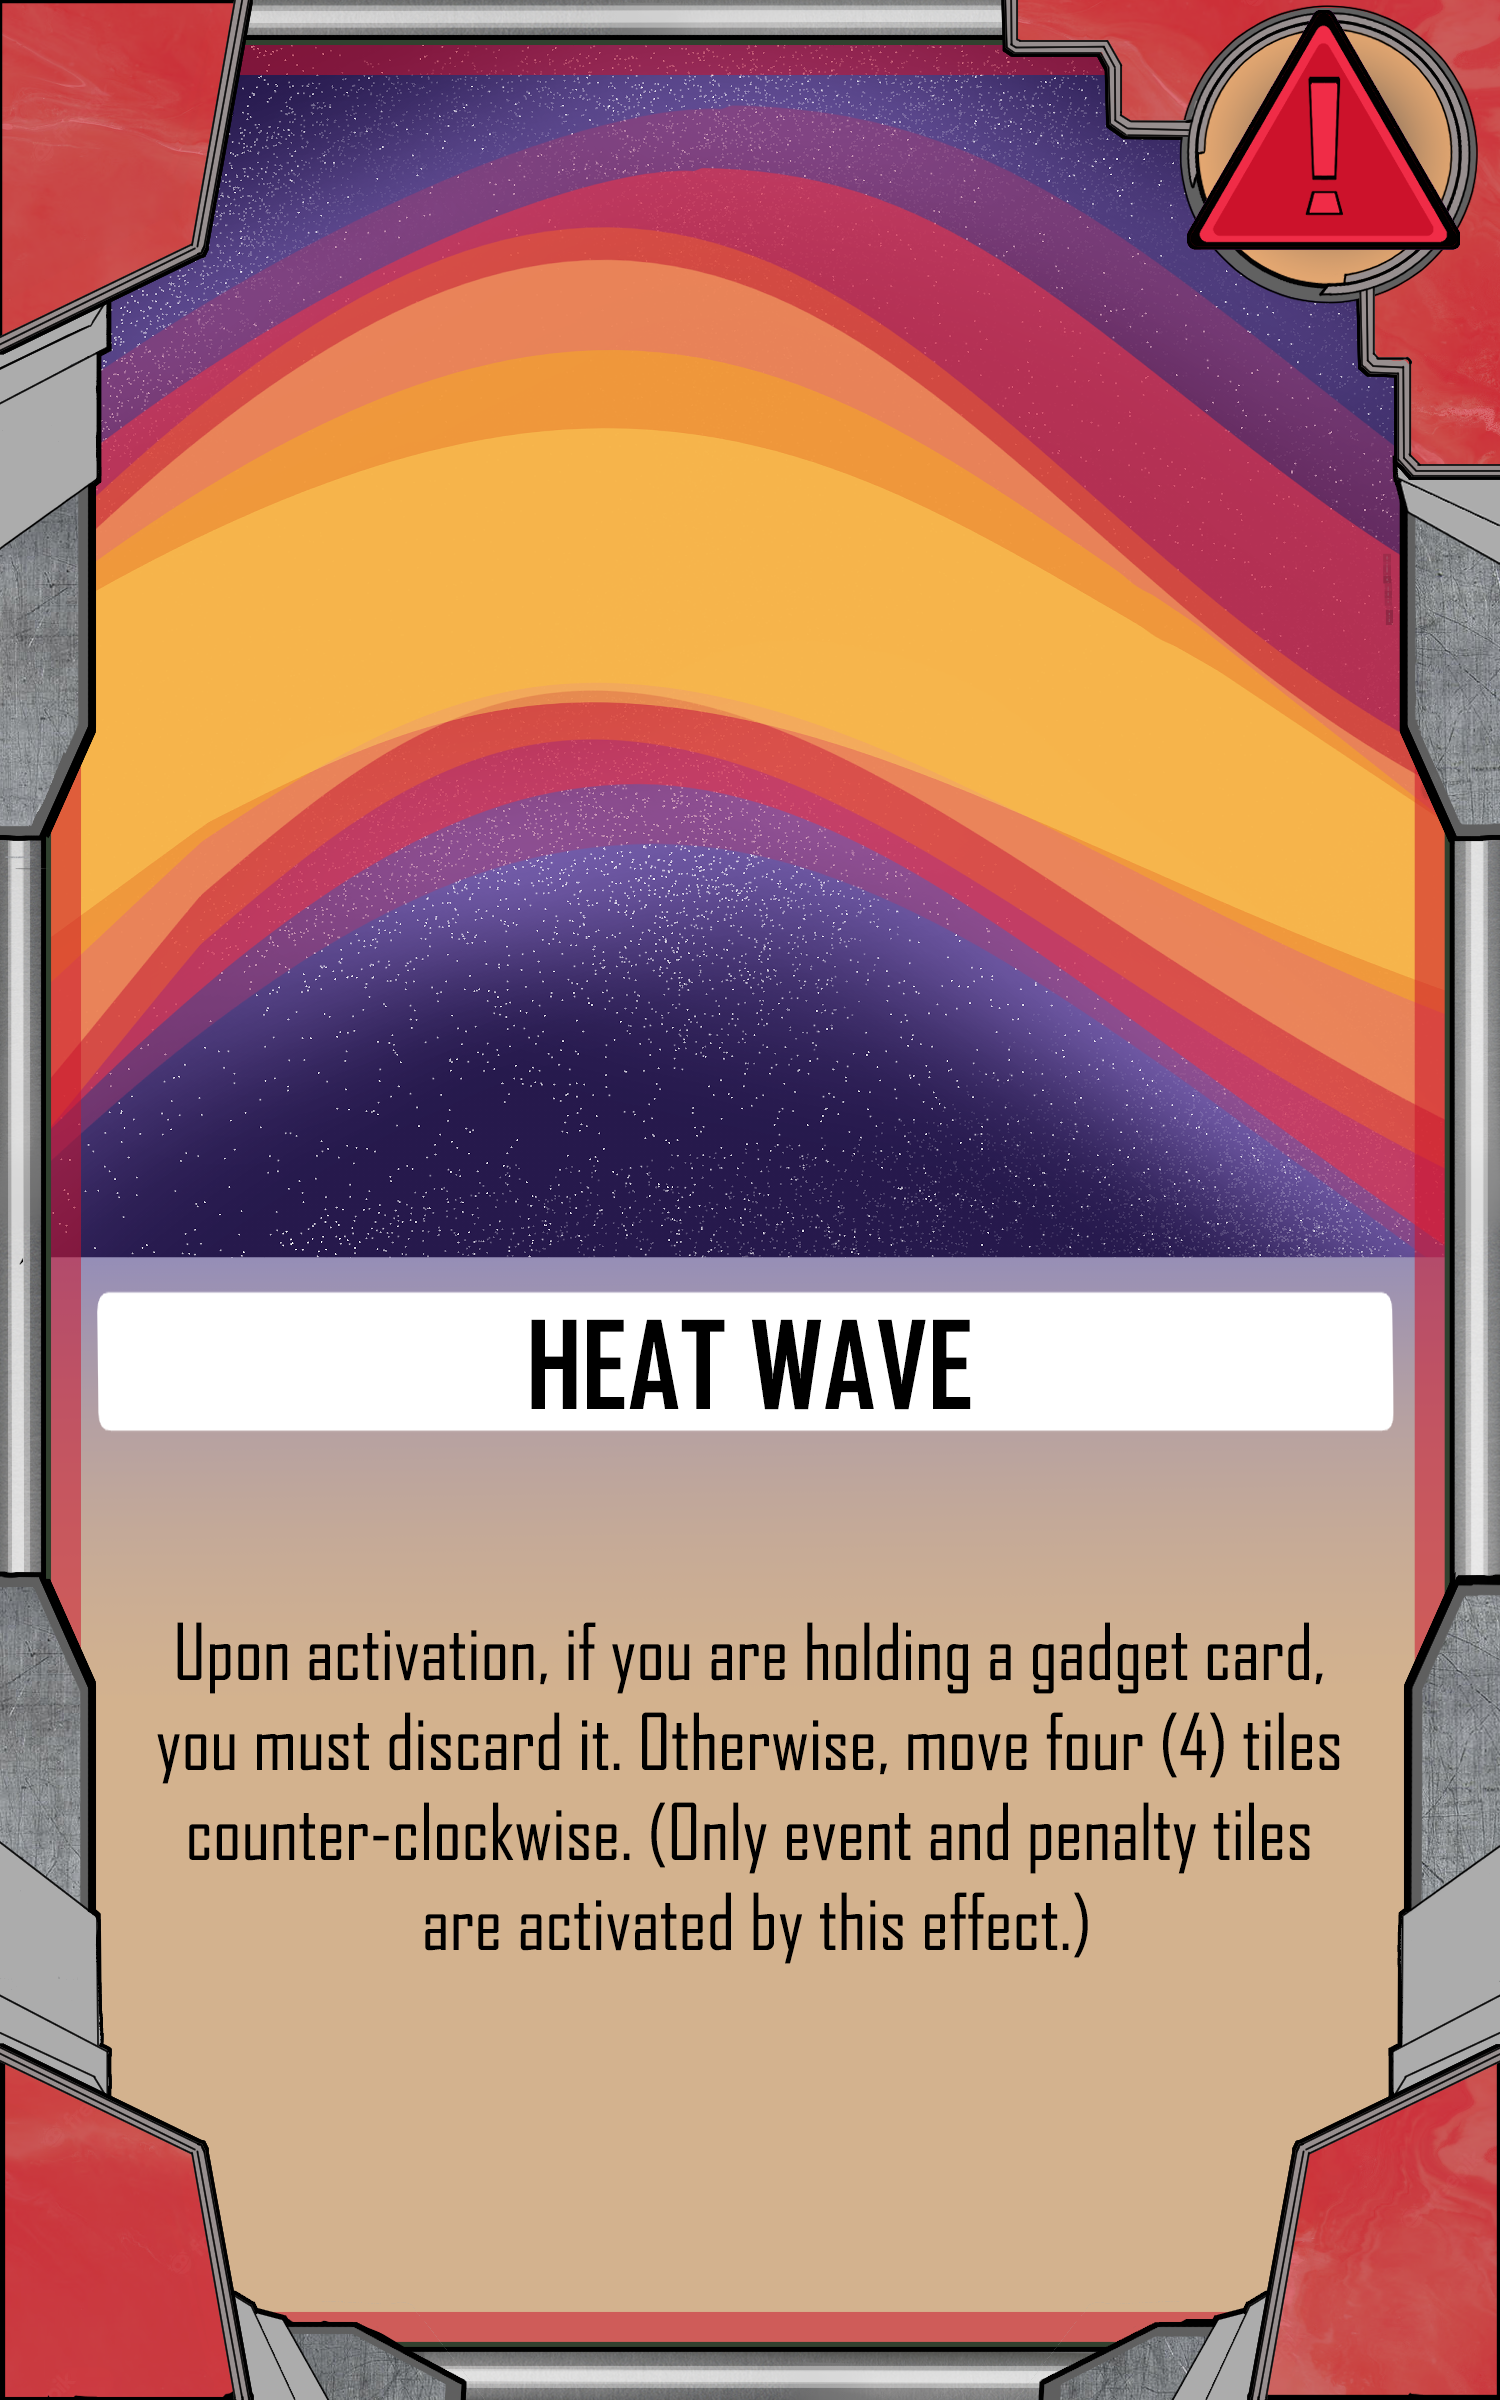 !
HEAT WAVE
Upon activation, if you are holding a gadget card,
you must discard it. Otherwise, move four (4) tiles
counter-clockwise. (Only event and penalty tiles
are activated by this effect.)